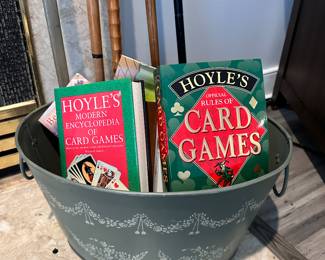 HOYLE'S
MODERN
ENCYCLOPEDIA
OF
CARD GAMES
HOYLE'S
OFFICIAL
RULES OF
CARD
GAMES